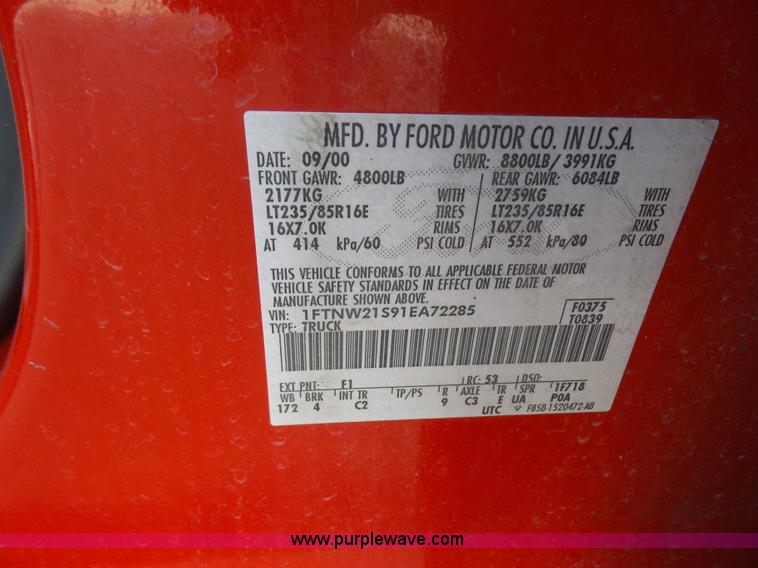 MFD. BY FORD MOTOR CO. IN U.S.A.
DATE: 09/00 GVWR: 8800LB/ 3991KG
FRONT GAWR: 4800LB REAR GAWR: 6084LB
2177KG WITH 2759KG WITH
LT235/85R16E TIRES LT235/85R16E TIRES
16X7.0K RIMS 16X7.0K RIMS
AT 414 kPa/60 PSI COLD AT 552 kPa/80 PSI COLD
THIS VEHICLE CONFORMS TO ALL APPLICABLE FEDERAL MOTOR
VEHICLE SAFETY STANDARDS IN EFFECT ON THE DATE OF
MANUFACTURE SHOWN ABOVE.
VIN: 1FTNW21S91EA72285 F0375
TYPE: TRUCK T0839
EXT PNT: F1 RC: 53 DSO: 1F718
WB BRK INT TR TP/PS R AXLE TR SPR P0A
172 4 C2 9 C3 E UA
UTC F85B-1520472-AB
www.purplewave.com